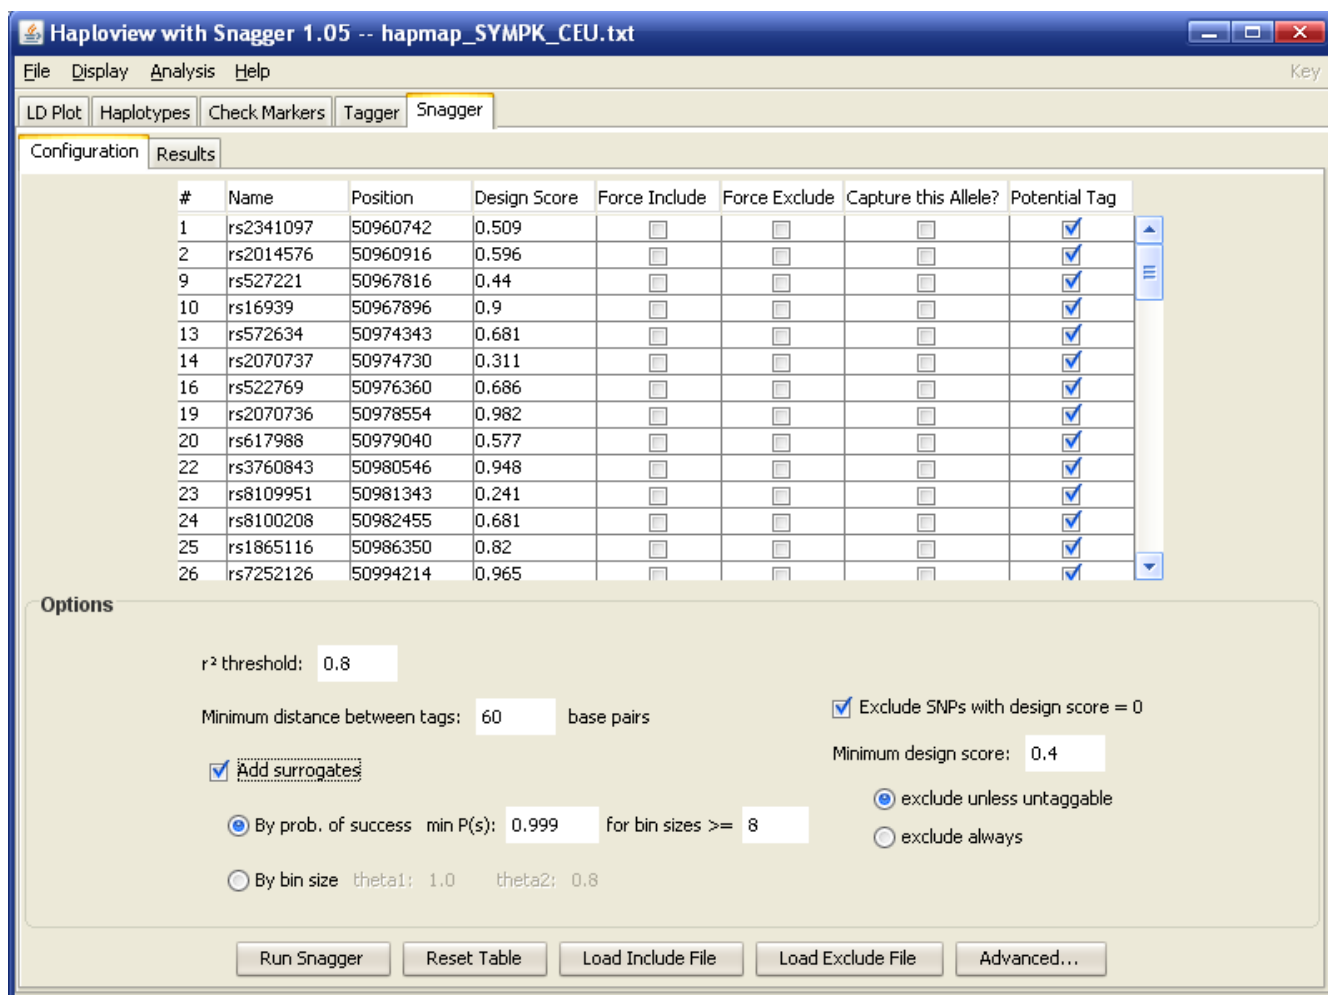 Haploview with Snagger 1.05 -- hapmap_SYMPK_CEU.txt
File Display Analysis Help Key
LD Plot Haplotypes Check Markers Tagger Snagger
Configuration Results
# Name Position Design Score Force Include Force Exclude Capture this Allele? Potential Tag
1 rs2341097 50960742 0.509
2 rs2014576 50960916 0.596
9 rs527221 50967816 0.44
10 rs16939 50967896 0.9
13 rs572634 50974343 0.681
14 rs2070737 50974730 0.311
16 rs522769 50976360 0.686
19 rs2070736 50978554 0.982
20 rs617988 50979040 0.577
22 rs3760843 50980546 0.948
23 rs8109951 50981343 0.241
24 rs8100208 50982455 0.681
25 rs1865116 50986350 0.82
26 rs7252126 50994214 0.965
Options
r² threshold: 0.8
Minimum distance between tags: 60 base pairs
Exclude SNPs with design score = 0
Minimum design score: 0.4
Add surrogates
exclude unless untaggable
By prob. of success min P(s): 0.999 for bin sizes >= 8
exclude always
By bin size theta1: 1.0 theta2: 0.8
Run Snagger Reset Table Load Include File Load Exclude File Advanced...